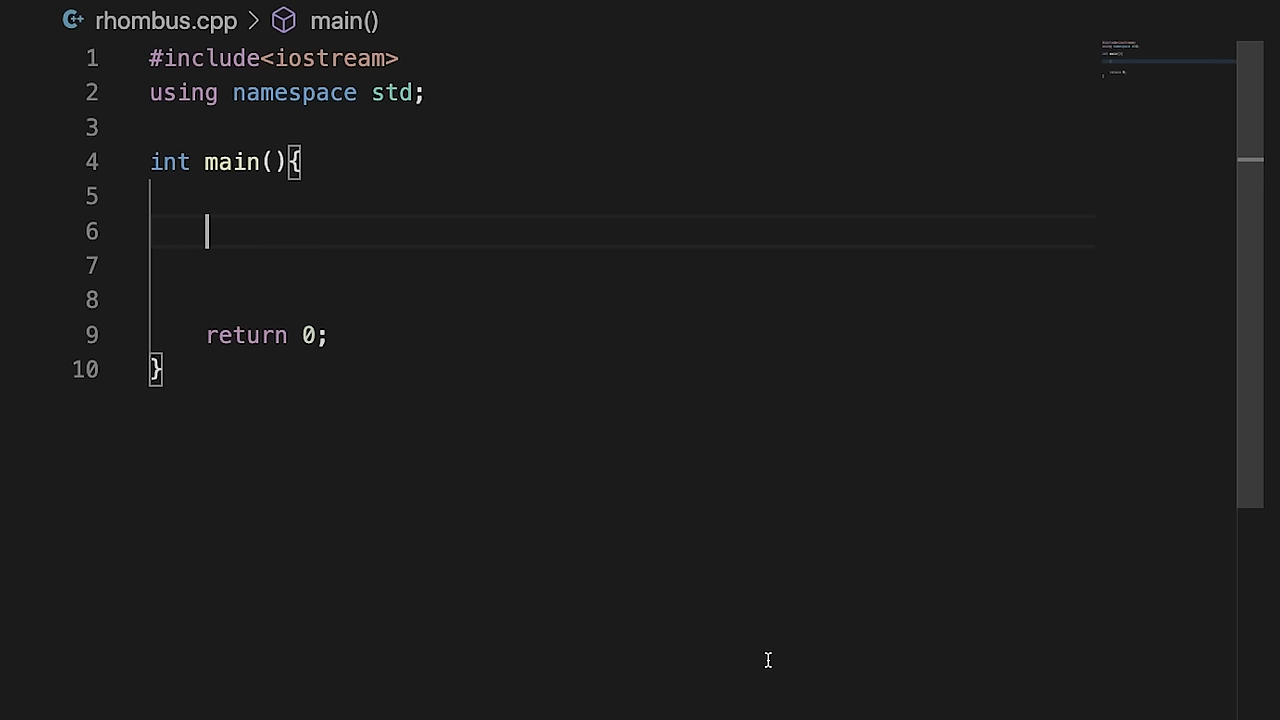 rhombus.cpp > main()
1 #include<iostream>
2 using namespace std;
3
4 int main(){
5
6
7
8
9 return 0;
10 }